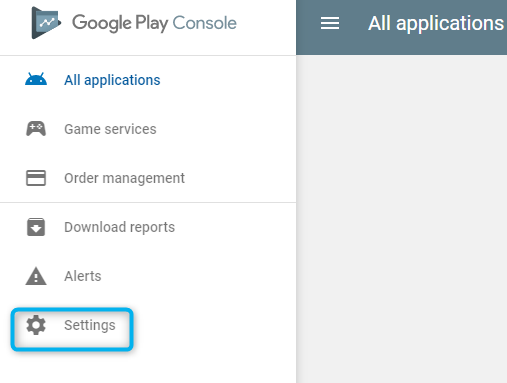 Google Play Console
All applications
All applications
Game services
Order management
Download reports
Alerts
Settings